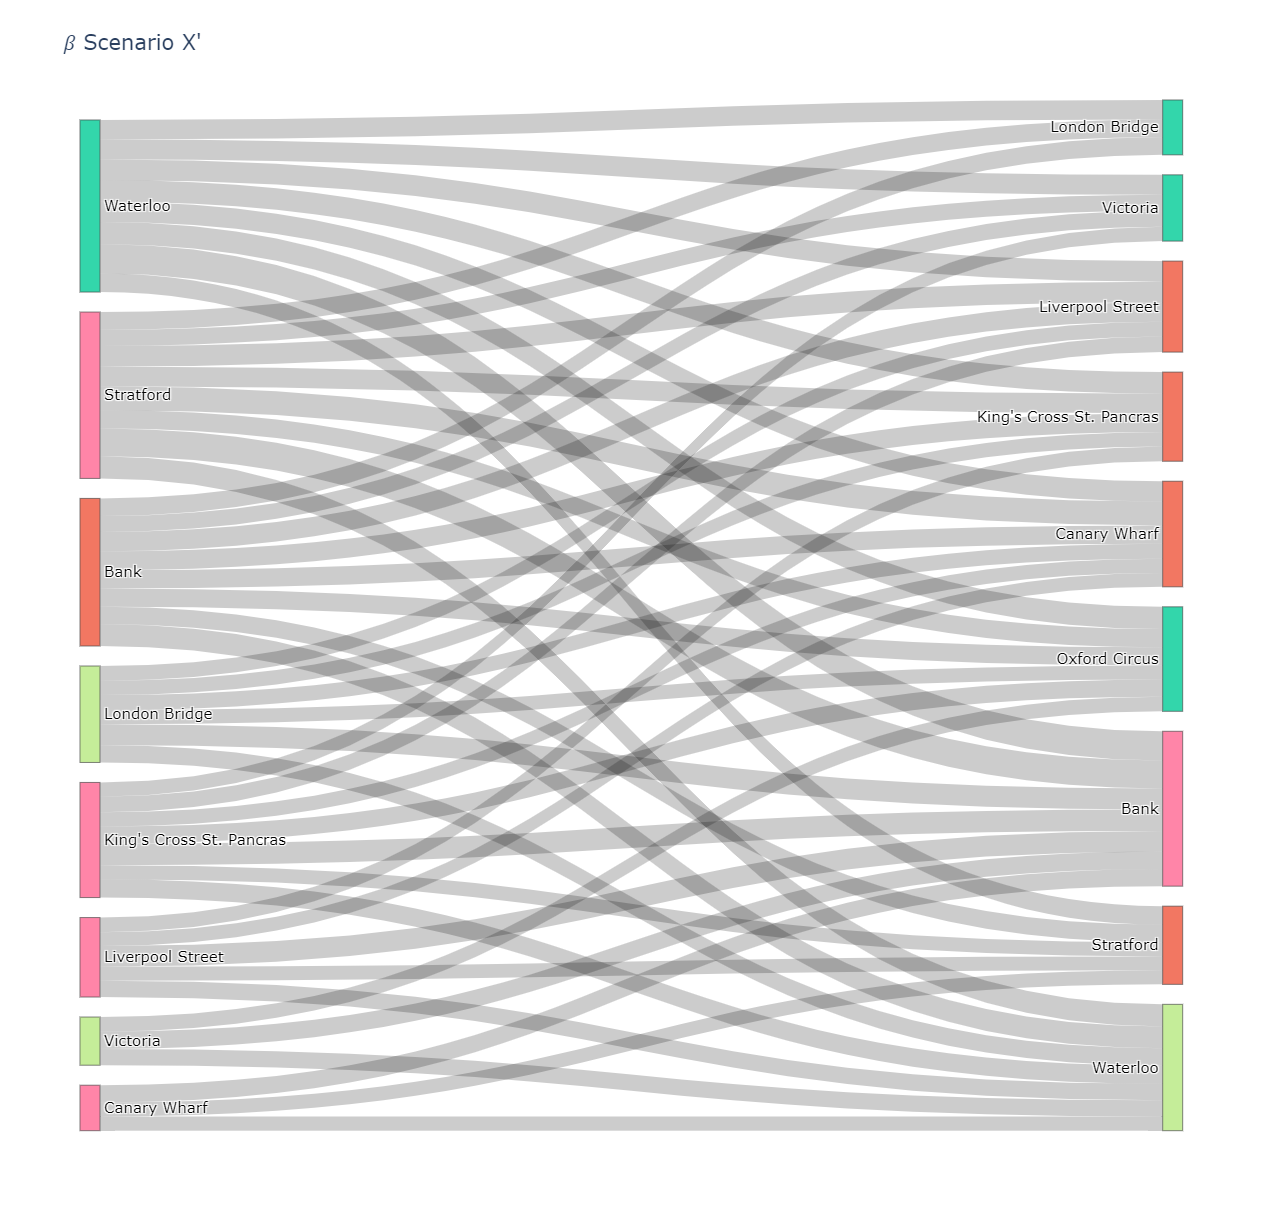 β Scenario X'
Waterloo
Stratford
Bank
London Bridge
King's Cross St. Pancras
Liverpool Street
Victoria
Canary Wharf
London Bridge
Victoria
Liverpool Street
King's Cross St. Pancras
Canary Wharf
Oxford Circus
Bank
Stratford
Waterloo